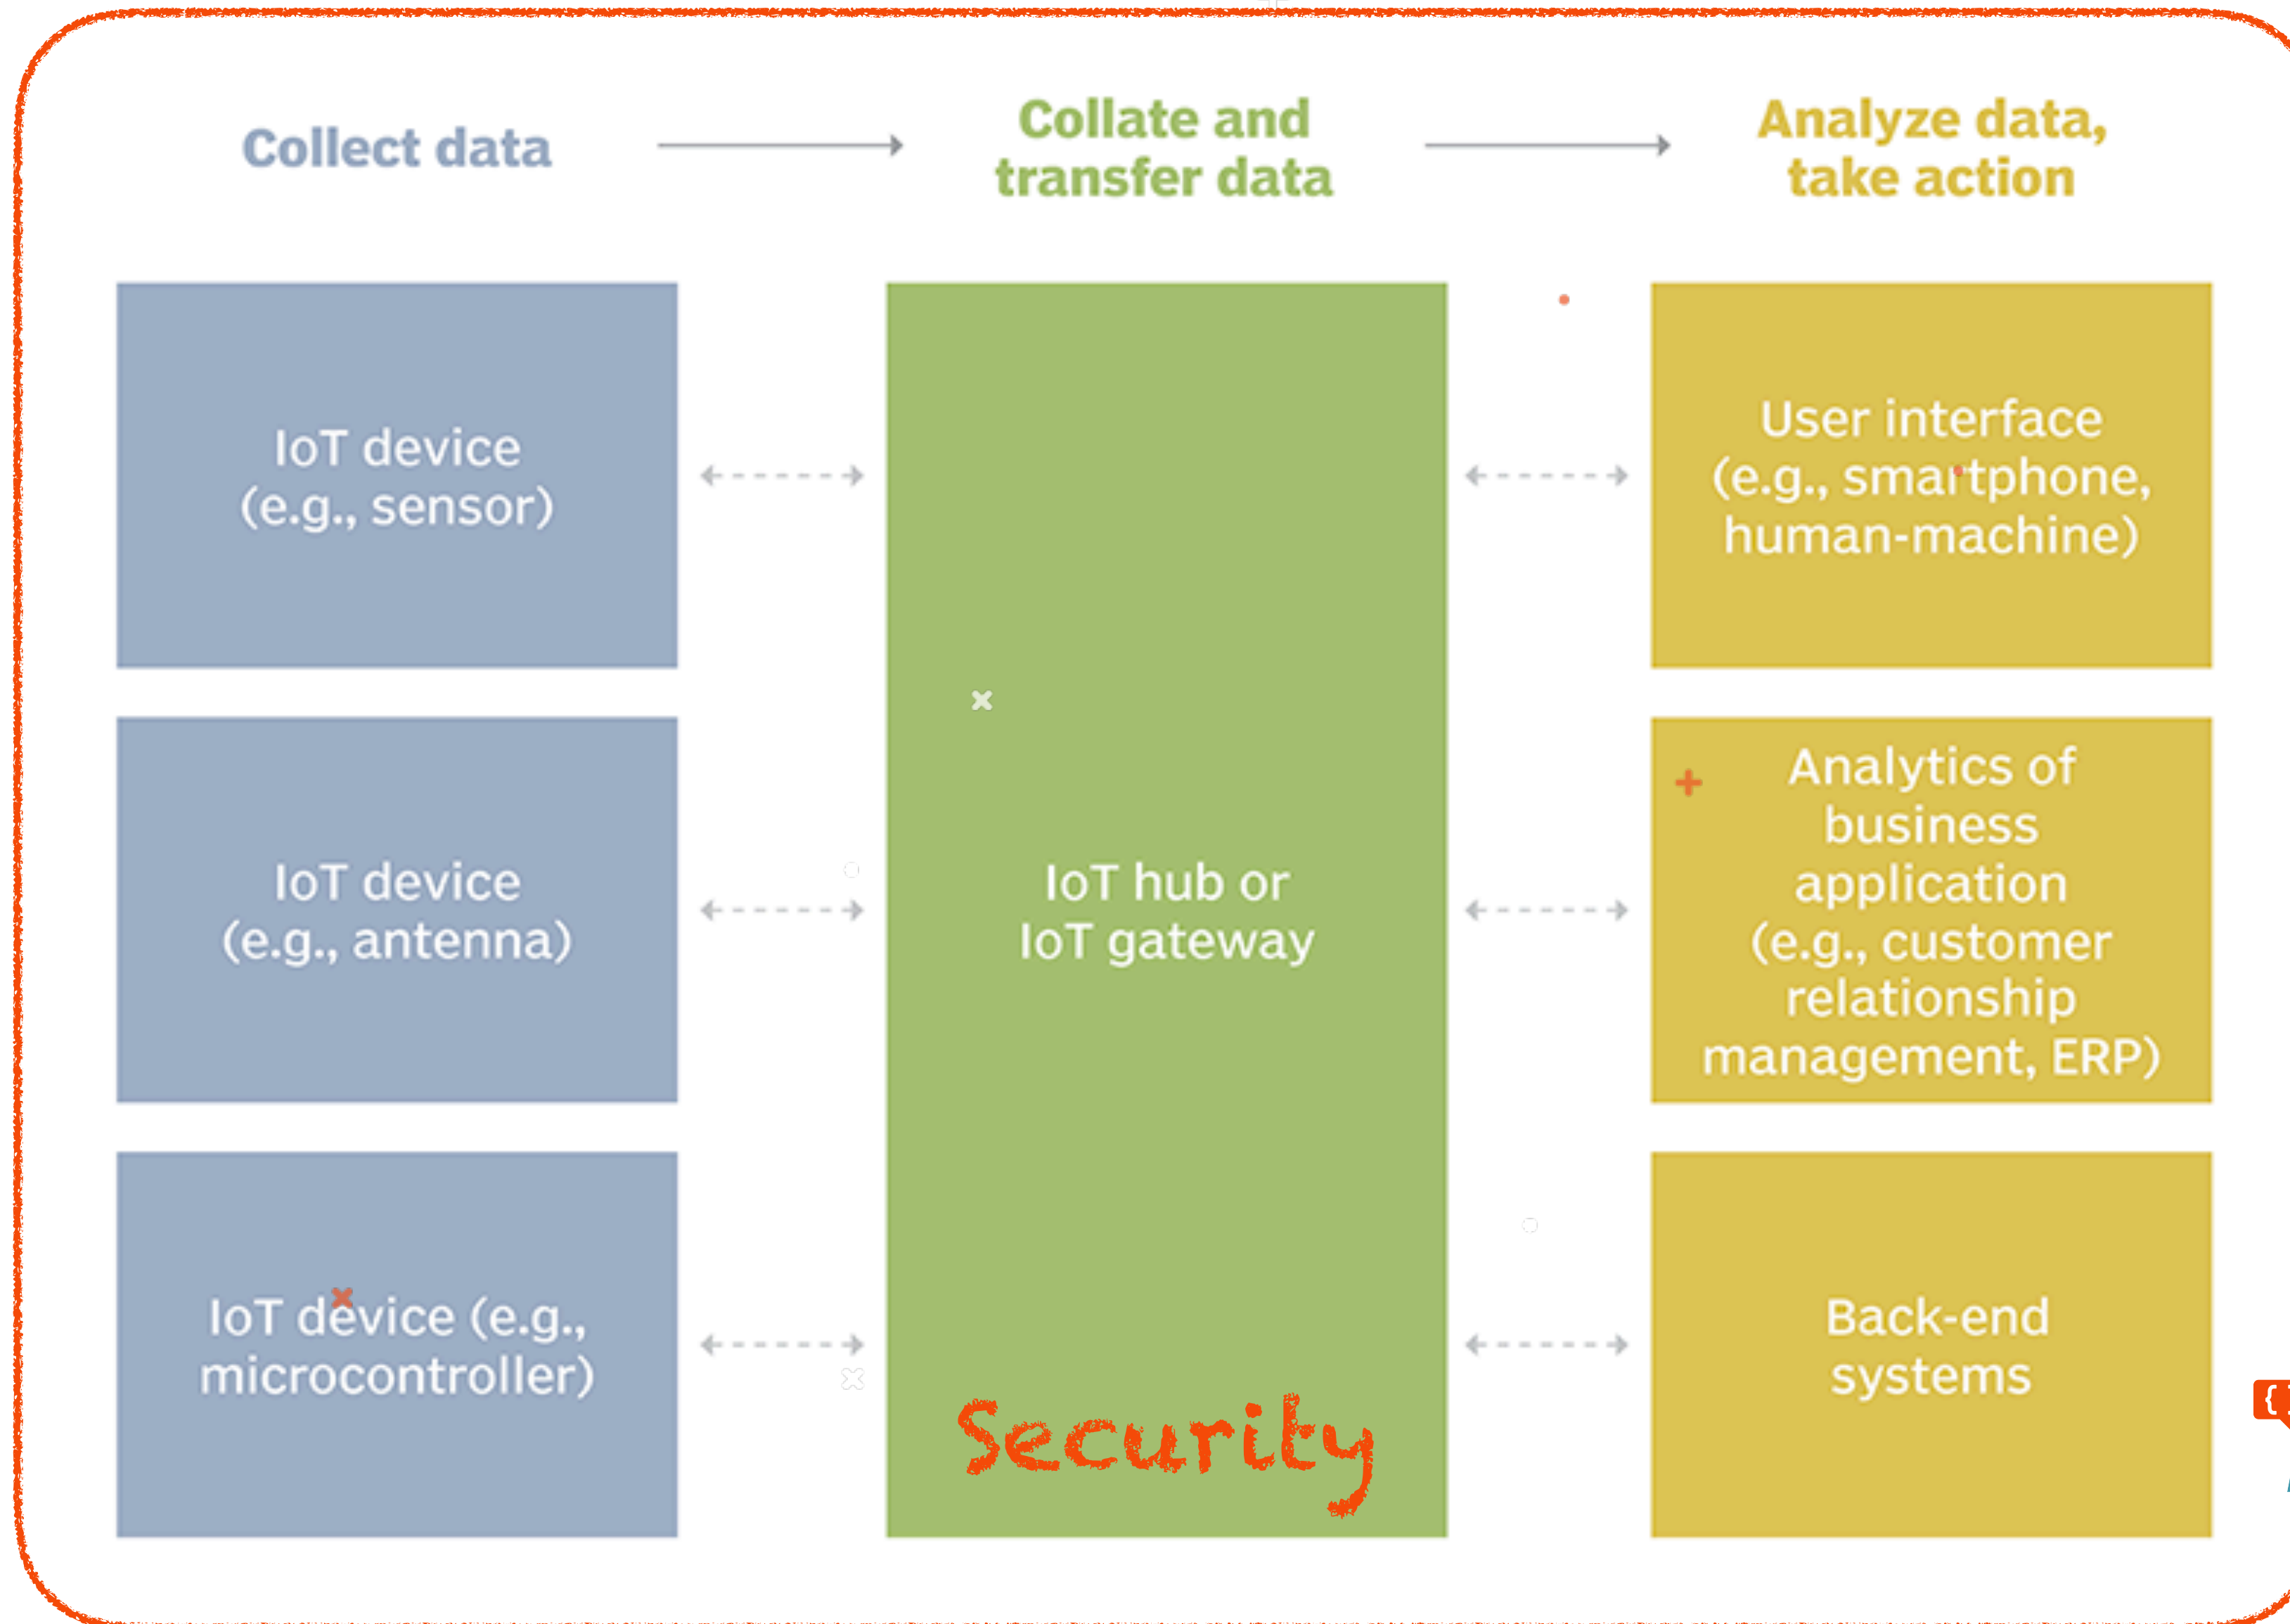 Collect data
Collate and
transfer data
Analyze data,
take action
IoT device
(e.g., sensor)
IoT device
(e.g., antenna)
IoT device (e.g.,
microcontroller)
IoT hub or
IoT gateway
Security
User interface
(e.g., smartphone,
human-machine)
Analytics of
business
application
(e.g., customer
relationship
management, ERP)
Back-end
systems